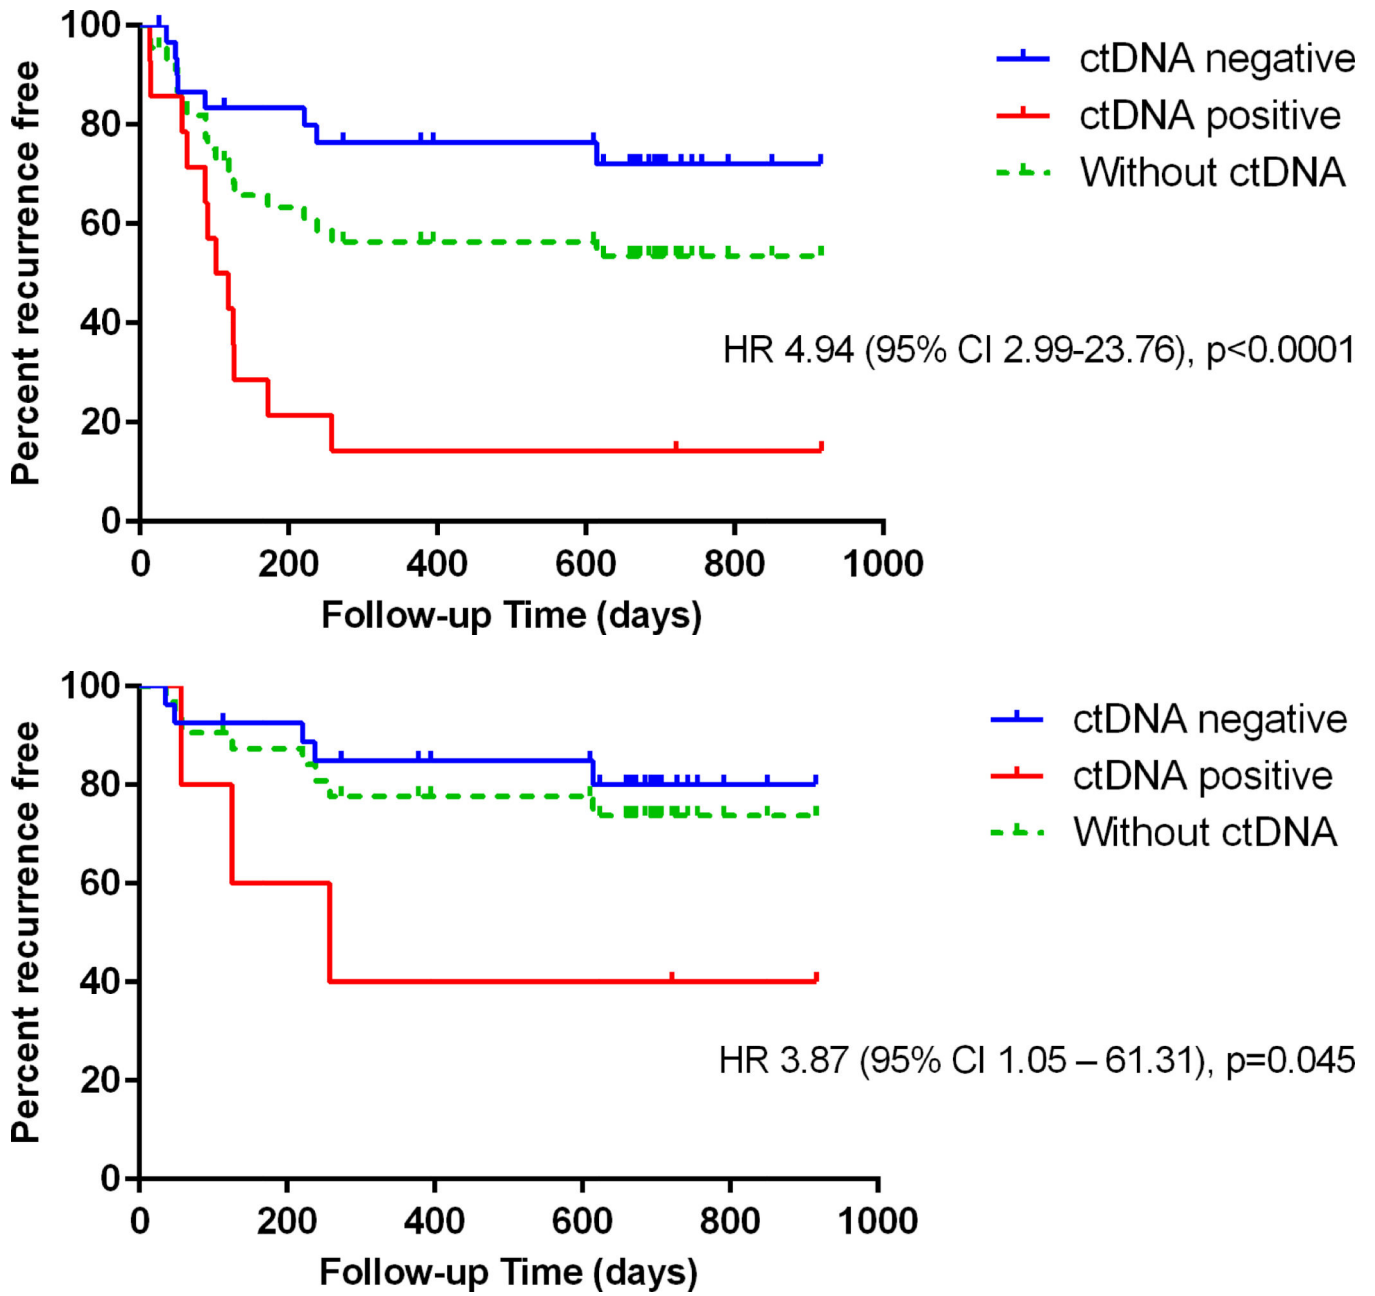 100
80
60
40
20
0
Percent recurrence free
0 200 400 600 800 1000
Follow-up Time (days)
ctDNA negative
ctDNA positive
Without ctDNA
HR 4.94 (95% CI 2.99-23.76), p<0.0001
100
80
60
40
20
0
Percent recurrence free
0 200 400 600 800 1000
Follow-up Time (days)
ctDNA negative
ctDNA positive
Without ctDNA
HR 3.87 (95% CI 1.05 – 61.31), p=0.045